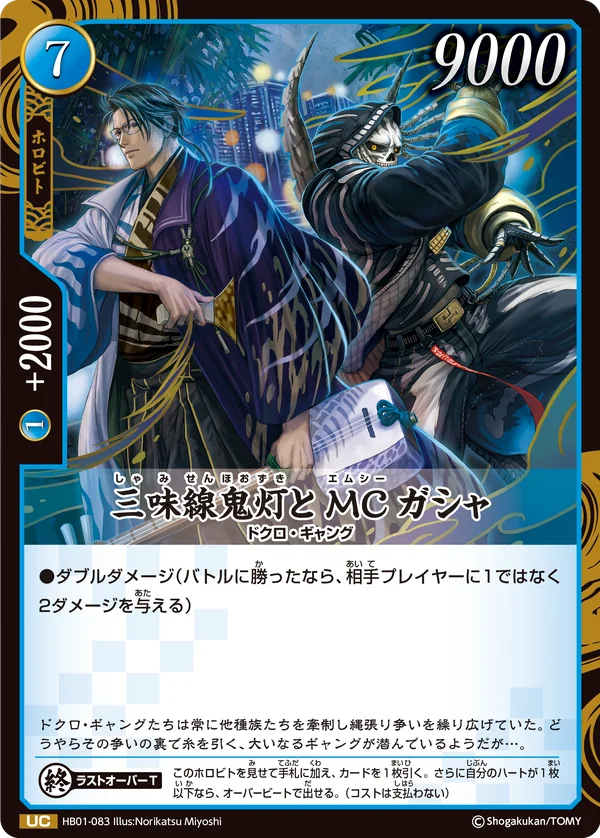 7
9000
ホロビト
+2000
1
しゃみせんほおずき エムシー
三味線鬼灯とMCガシャ
ドクロ・ギャング
●ダブルダメージ(バトルに勝ったなら、相手プレイヤーに1ではなく
2ダメージを与える)
ドクロ・ギャングたちは常に他種族たちを牽制し縄張り争いを繰り広げていた。ど
うやらその争いの裏で糸を引く、大いなるギャングが潜んでいるようだが…。
終 ラストオーバーT
このホロビトを見せて手札に加え、カードを1枚引く。さらに自分のハートが1枚
以下なら、オーバービートで出せる。(コストは支払わない)
UC HB01-083 Illus:Norikatsu Miyoshi
©Shogakukan/TOMY